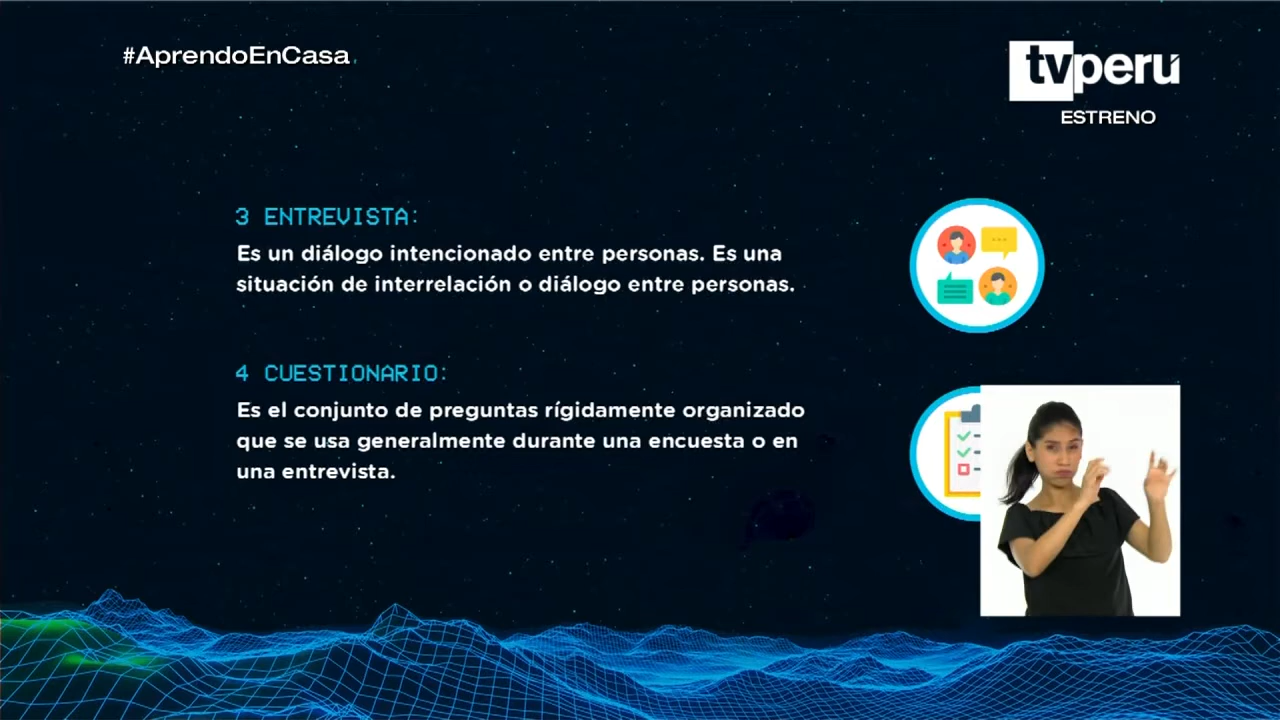 #AprendoEnCasa
tvperú
ESTRENO
3 ENTREVISTA:
Es un diálogo intencionado entre personas. Es una
situación de interrelación o diálogo entre personas.
4 CUESTIONARIO:
Es el conjunto de preguntas rígidamente organizado
que se usa generalmente durante una encuesta o en
una entrevista.